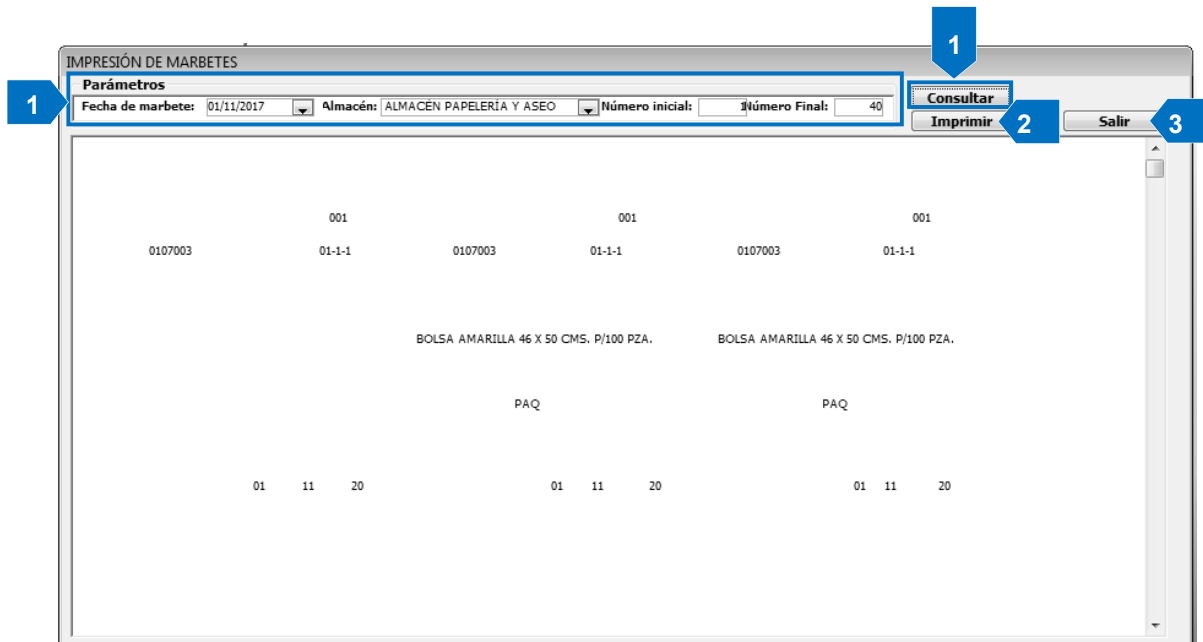 1
IMPRESIÓN DE MARBETES
Parámetros
1 Fecha de marbete: 01/11/2017 Almacén: ALMACÉN PAPELERÍA Y ASEO Número inicial: 1 Número Final: 40 Consultar
Imprimir 2 Salir 3
001 001 001
0107003 01-1-1 0107003 01-1-1 0107003 01-1-1
BOLSA AMARILLA 46 X 50 CMS. P/100 PZA. BOLSA AMARILLA 46 X 50 CMS. P/100 PZA.
PAQ PAQ
01 11 20 01 11 20 01 11 20